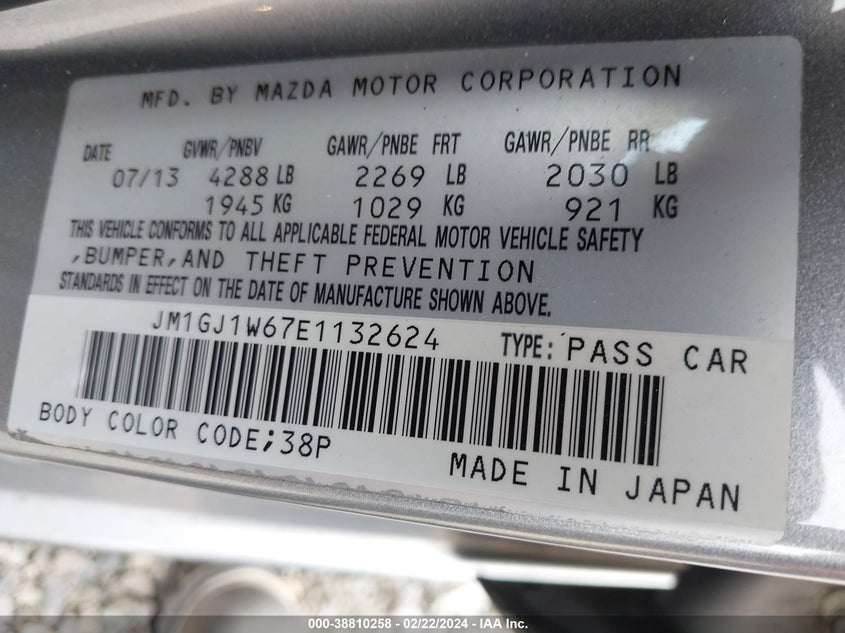 MFD. BY MAZDA MOTOR CORPORATION
DATE GVWR/PNBV GAWR/PNBE FRT GAWR/PNBE RR
07/13 4288 LB 2269 LB 2030 LB
1945 KG 1029 KG 921 KG
THIS VEHICLE CONFORMS TO ALL APPLICABLE FEDERAL MOTOR VEHICLE SAFETY
,BUMPER,AND THEFT PREVENTION
STANDARDS IN EFFECT ON THE DATE OF MANUFACTURE SHOWN ABOVE.
JM1GJ1W67E1132624 TYPE: PASS CAR
BODY COLOR CODE;38P
MADE IN JAPAN
000-38810258 - 02/22/2024 - IAA Inc.